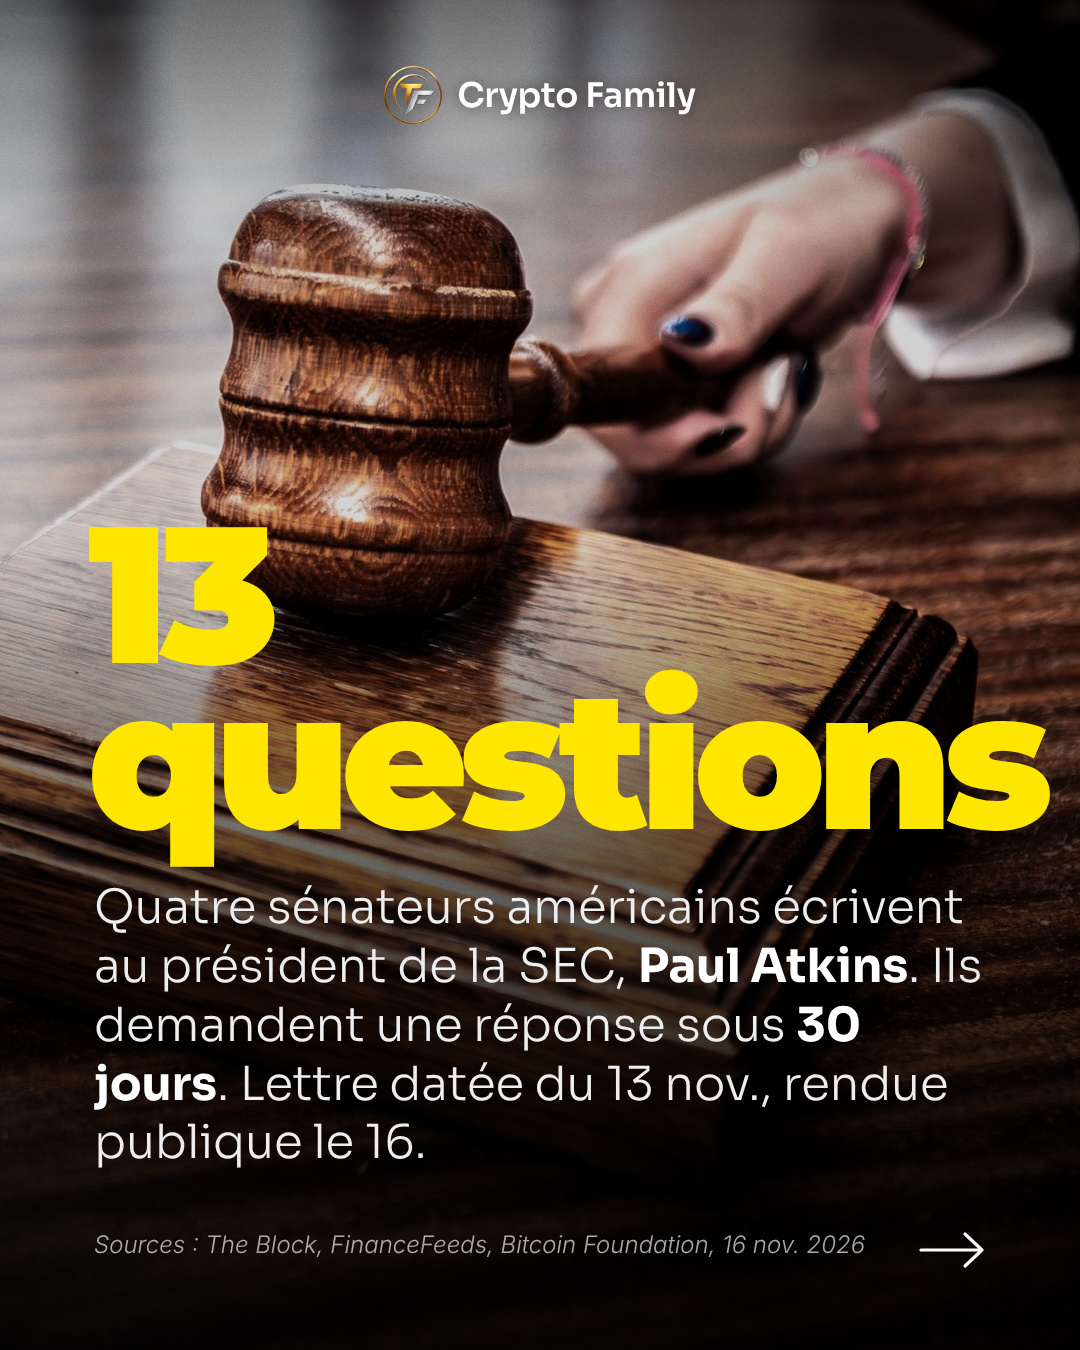 Crypto Family
13
questions
Quatre sénateurs américains écrivent
au président de la SEC, Paul Atkins. Ils
demandent une réponse sous 30
jours. Lettre datée du 13 nov., rendue
publique le 16.
Sources : The Block, FinanceFeeds, Bitcoin Foundation, 16 nov. 2026